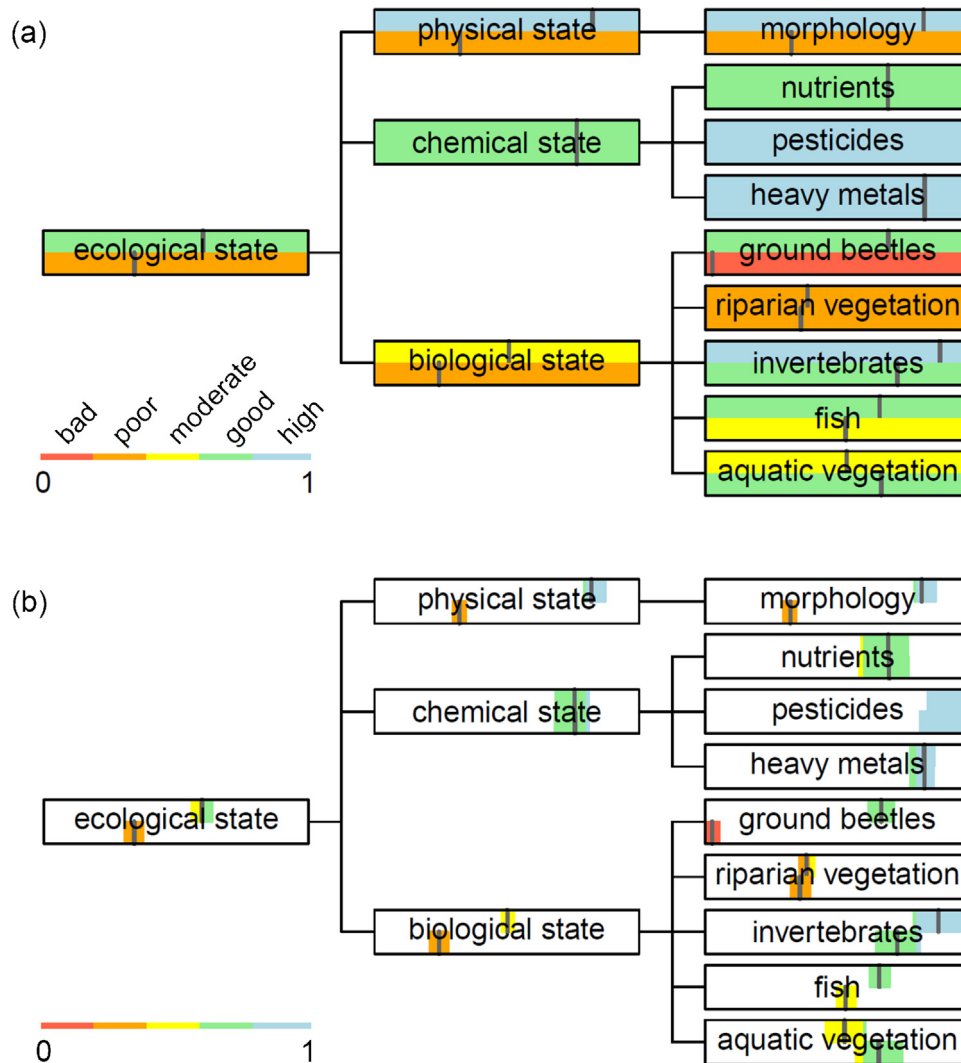 (a)
physical state
morphology
nutrients
chemical state
pesticides
heavy metals
ecological state
ground beetles
riparian vegetation
biological state
invertebrates
fish
aquatic vegetation
bad
poor
moderate
good
high
0
1
(b)
physical state
morphology
nutrients
chemical state
pesticides
heavy metals
ecological state
ground beetles
riparian vegetation
biological state
invertebrates
fish
aquatic vegetation
0
1